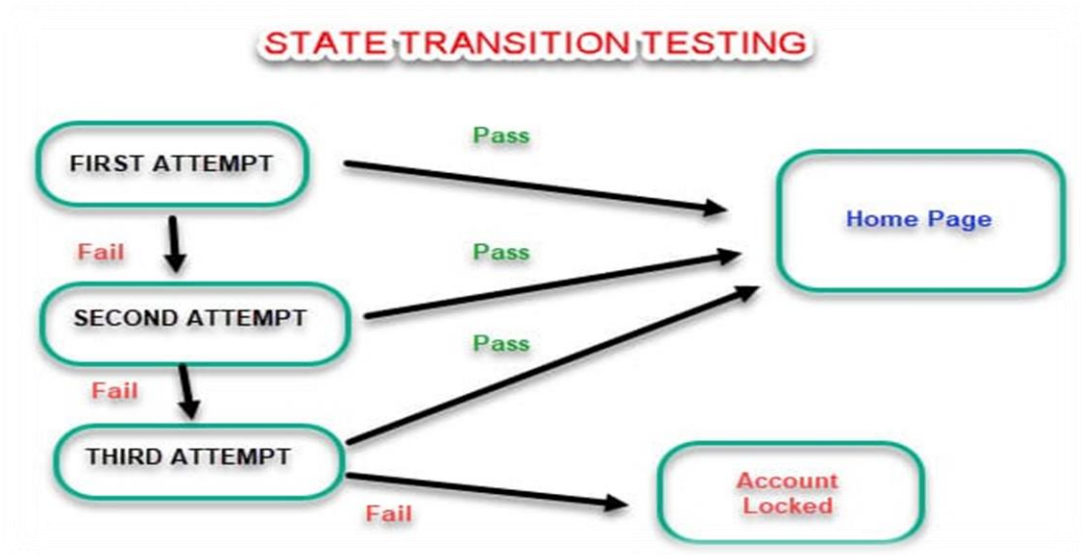 STATE TRANSITION TESTING
FIRST ATTEMPT
Pass
Home Page
Fail
Pass
SECOND ATTEMPT
Pass
Fail
THIRD ATTEMPT
Fail
Account
Locked